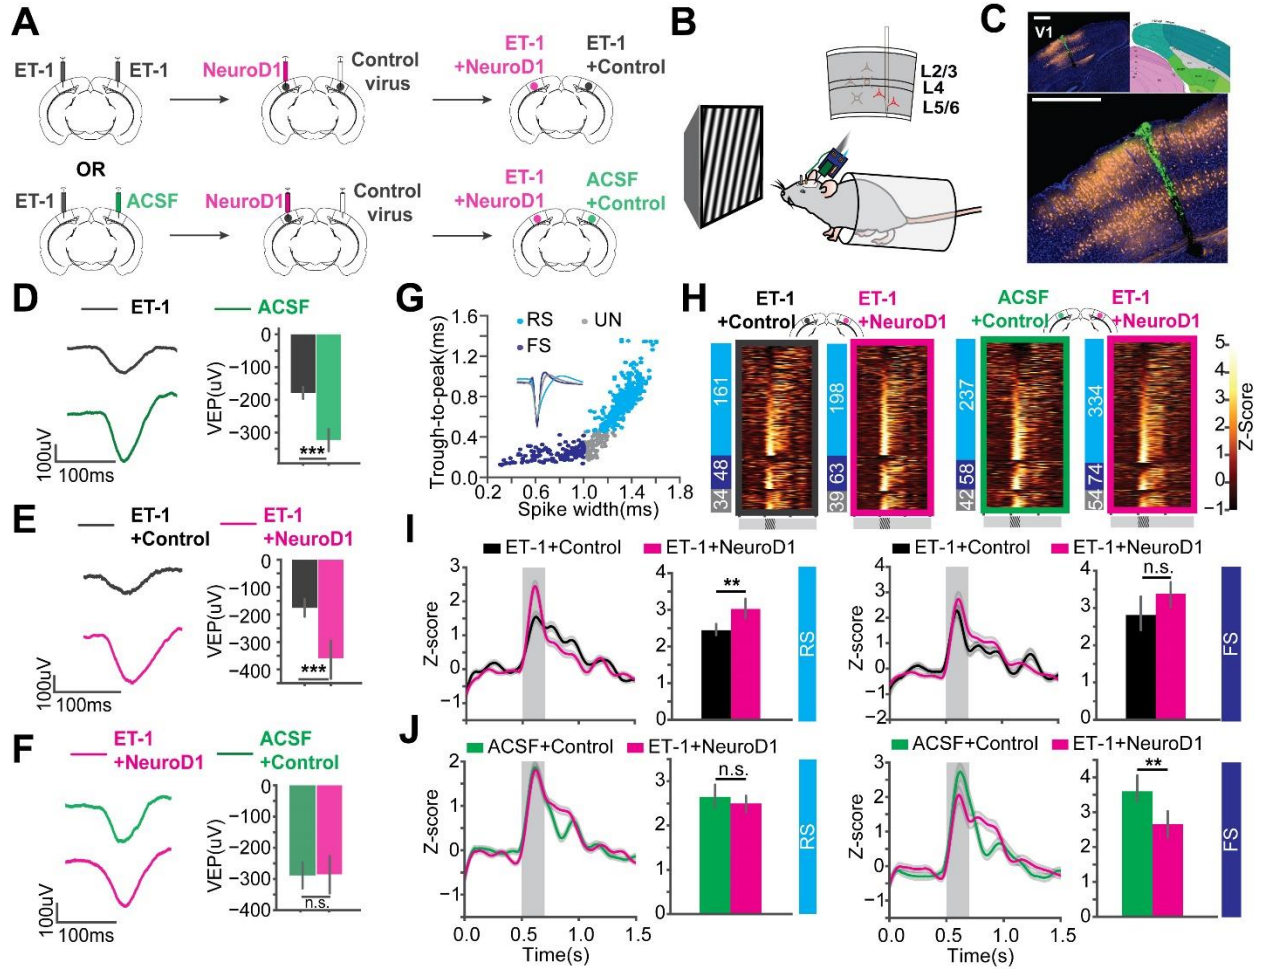 A
ET-1
ET-1
NeuroD1
Control
virus
ET-1
+NeuroD1
ET-1
+Control
OR
ET-1
ACSF
NeuroD1
Control
virus
ET-1
+NeuroD1
ACSF
+Control
B
L2/3
L4
L5/6
C
V1
D
ET-1
ACSF
100uV
100ms
VEP(uV)
0
−100
−200
−300
***
E
ET-1
+Control
ET-1
+NeuroD1
100uV
100ms
VEP(uV)
0
−100
−200
−300
−400
***
F
ET-1
+NeuroD1
ACSF
+Control
100uV
100ms
VEP(uV)
0
−100
−200
−300
−400
n.s.
G
Trough-to-peak(ms)
1.6
1.2
0.8
0.4
0.0
RS
UN
FS
0.2 0.6 1.0 1.4 1.8
Spike width(ms)
H
ET-1
+Control
ET-1
+NeuroD1
ACSF
+Control
ET-1
+NeuroD1
161
48
34
198
63
39
237
58
42
334
74
54
5
4
3
2
1
0
−1
Z-Score
I
ET-1+Control ET-1+NeuroD1
Z-score
3
2
1
0
−1
4
3
2
1
0
**
RS
ET-1+Control ET-1+NeuroD1
Z-score
4
3
2
1
0
−1
−2
4
3
2
1
0
n.s.
FS
J
ACSF+Control ET-1+NeuroD1
Z-score
2
1
0
−1
0.0 0.5 1.0 1.5
Time(s)
3
2
1
0
n.s.
RS
ACSF+Control ET-1+NeuroD1
Z-score
3
2
1
0
−1
0.0 0.5 1.0 1.5
Time(s)
4
3
2
1
0
**
FS